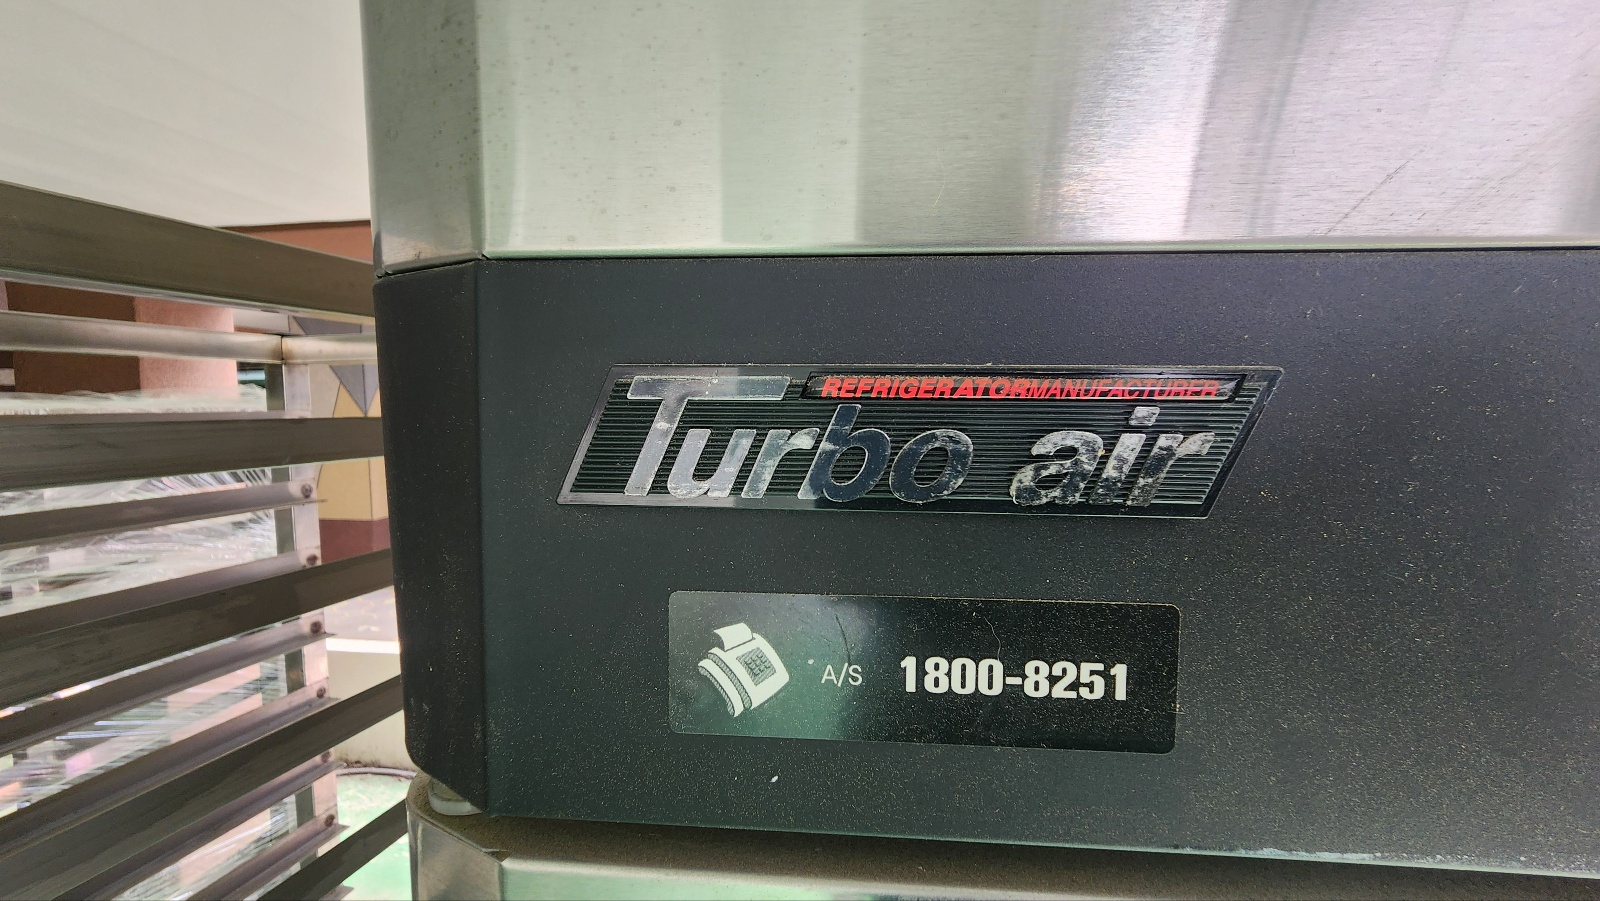 REFRIGERATORMANUFACTURER
Turbo air
A/S 1800-8251